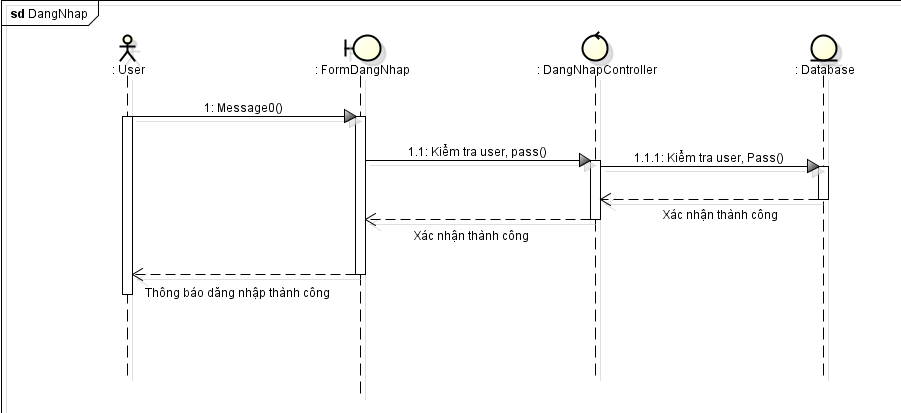 sd DangNhap
: User
: FormDangNhap
: DangNhapController
: Database
1: Message0()
1.1: Kiểm tra user, pass()
1.1.1: Kiểm tra user, Pass()
Xác nhận thành công
Xác nhận thành công
Thông báo dăng nhập thành công